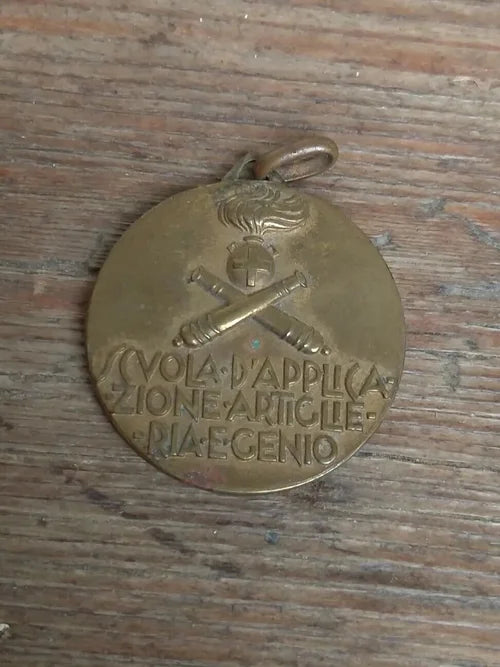 SCVOLA·D'APPLICA-
ZIONE·ARTIGLIE-
-RIA·E·GENIO